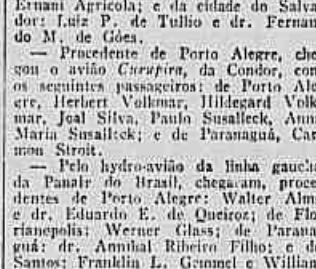 Ernani Agricola; e da cidade do Salva-
dor: Luiz P. de Tullio e dr. Fernan-
do M. de Góes.
— Procedente de Porto Alegre, che-
gou o avião Curupira, da Condor, com
os seguintes passageiros: de Porto Ale-
gre, Herbert Volkmar, Hildegard Volk-
mar, Joal Silva, Paulo Susalleck, Anna
Maria Susalleck; e de Paranaguá, Car-
mon Stroit.
— Pelo hydro-avião da linha gaucha
da Panair do Brasil, chegaram, proce-
dentes de Porto Alegre: Walter Alm
e dr. Eduardo E. de Queiroz; de Flo-
rianopolis: Werner Glass; de Parana-
guá: dr. Annibal Ribeiro Filho; e de
Santos: Franklin L. Gemmel e William